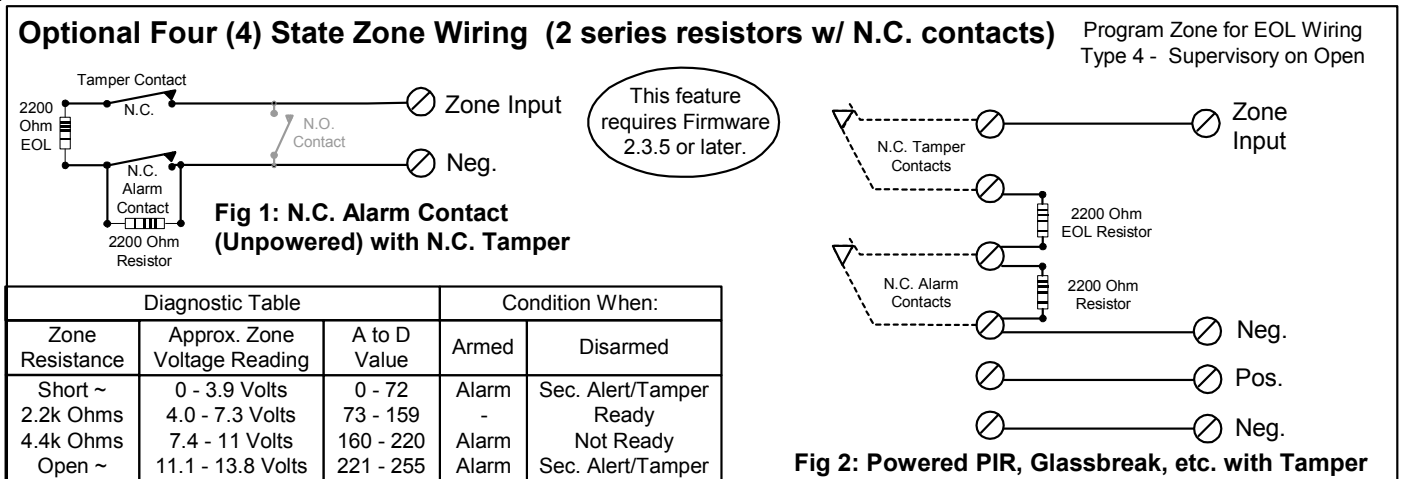 Optional Four (4) State Zone Wiring (2 series resistors w/ N.C. contacts)
Program Zone for EOL Wiring
Type 4 - Supervisory on Open
Tamper Contact
N.C.
2200
Ohm
EOL
N.O.
Contact
Zone Input
Neg.
N.C.
Alarm
Contact
2200 Ohm
Resistor
Fig 1: N.C. Alarm Contact
(Unpowered) with N.C. Tamper
This feature
requires Firmware
2.3.5 or later.
Zone
Input
N.C. Tamper
Contacts
2200 Ohm
EOL Resistor
N.C. Alarm
Contacts
2200 Ohm
Resistor
Neg.
Pos.
Neg.
Fig 2: Powered PIR, Glassbreak, etc. with Tamper
Diagnostic Table Condition When:
Zone Resistance Approx. Zone Voltage Reading A to D Value Armed Disarmed
Short ~ 0 - 3.9 Volts 0 - 72 Alarm Sec. Alert/Tamper
2.2k Ohms 4.0 - 7.3 Volts 73 - 159 - Ready
4.4k Ohms 7.4 - 11 Volts 160 - 220 Alarm Not Ready
Open ~ 11.1 - 13.8 Volts 221 - 255 Alarm Sec. Alert/Tamper